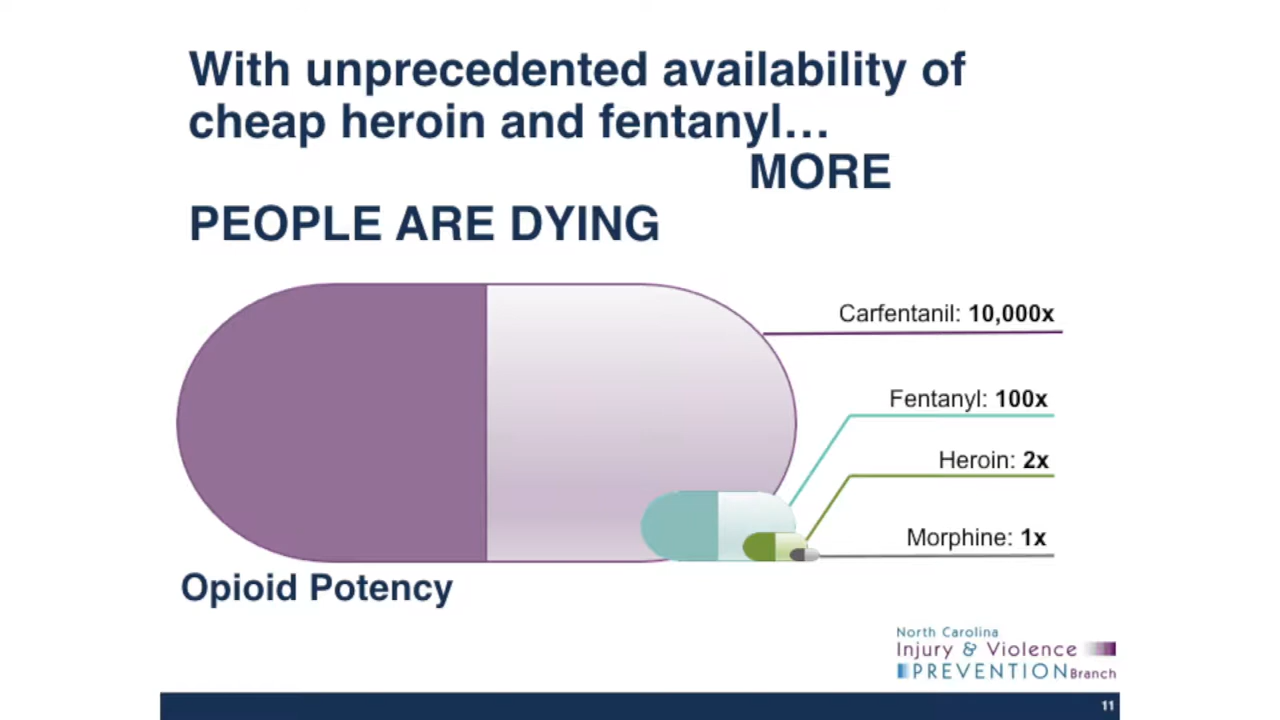 With unprecedented availability of
cheap heroin and fentanyl…
MORE
PEOPLE ARE DYING
Carfentanil: 10,000x
Fentanyl: 100x
Heroin: 2x
Morphine: 1x
Opioid Potency
North Carolina
Injury & Violence
PREVENTION Branch
11